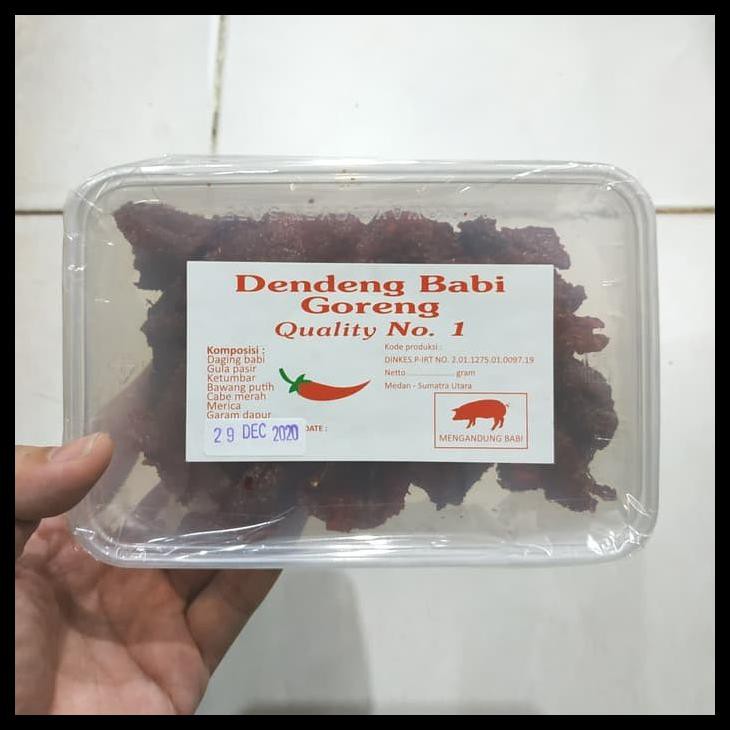 Dendeng Babi
Goreng
Quality No. 1
Komposisi :
Daging babi
Gula pasir
Ketumbar
Bawang putih
Cabe merah
Merica
Garam dapur
29 DEC 2020
DATE :
Kode produksi :
DINKES.P-IRT NO. 2.01.1275.01.0097.19
Netto ...................... gram
Medan - Sumatra Utara
MENGANDUNG BABI